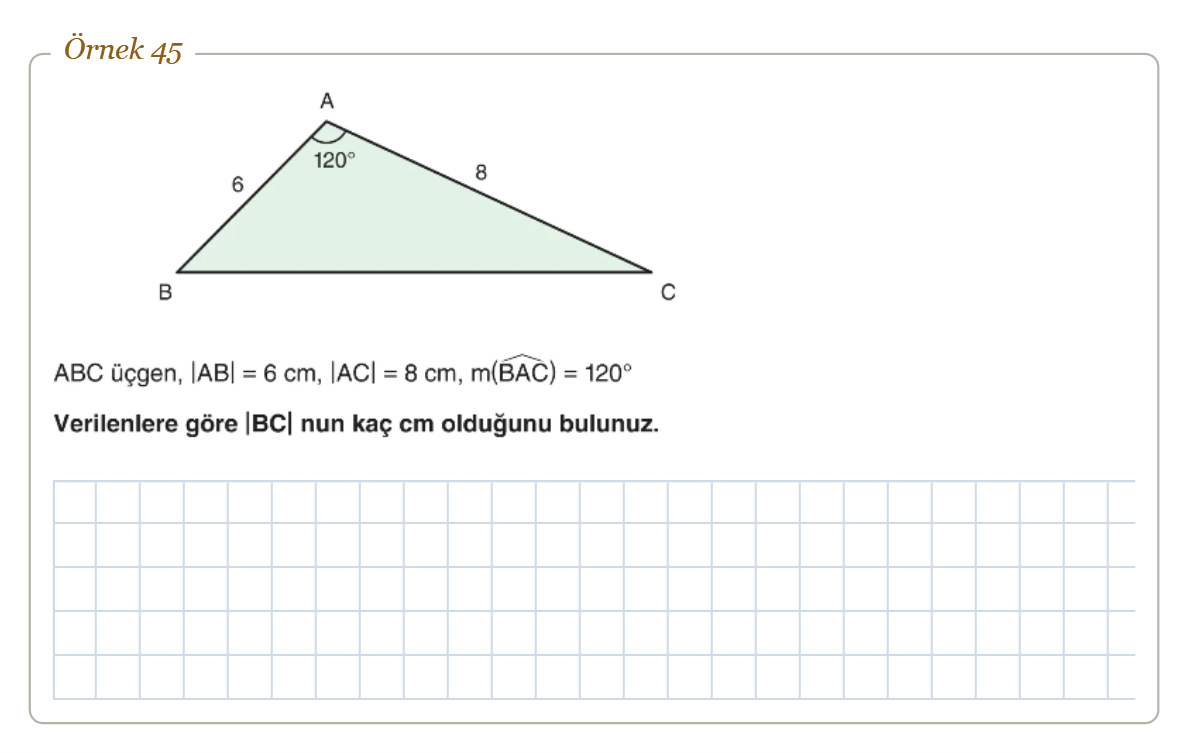 Örnek 45
A
120°
6
8
B
C
ABC üçgen, |AB| = 6 cm, |AC| = 8 cm, m(BAC) = 120°
Verilenlere göre |BC| nun kaç cm olduğunu bulunuz.